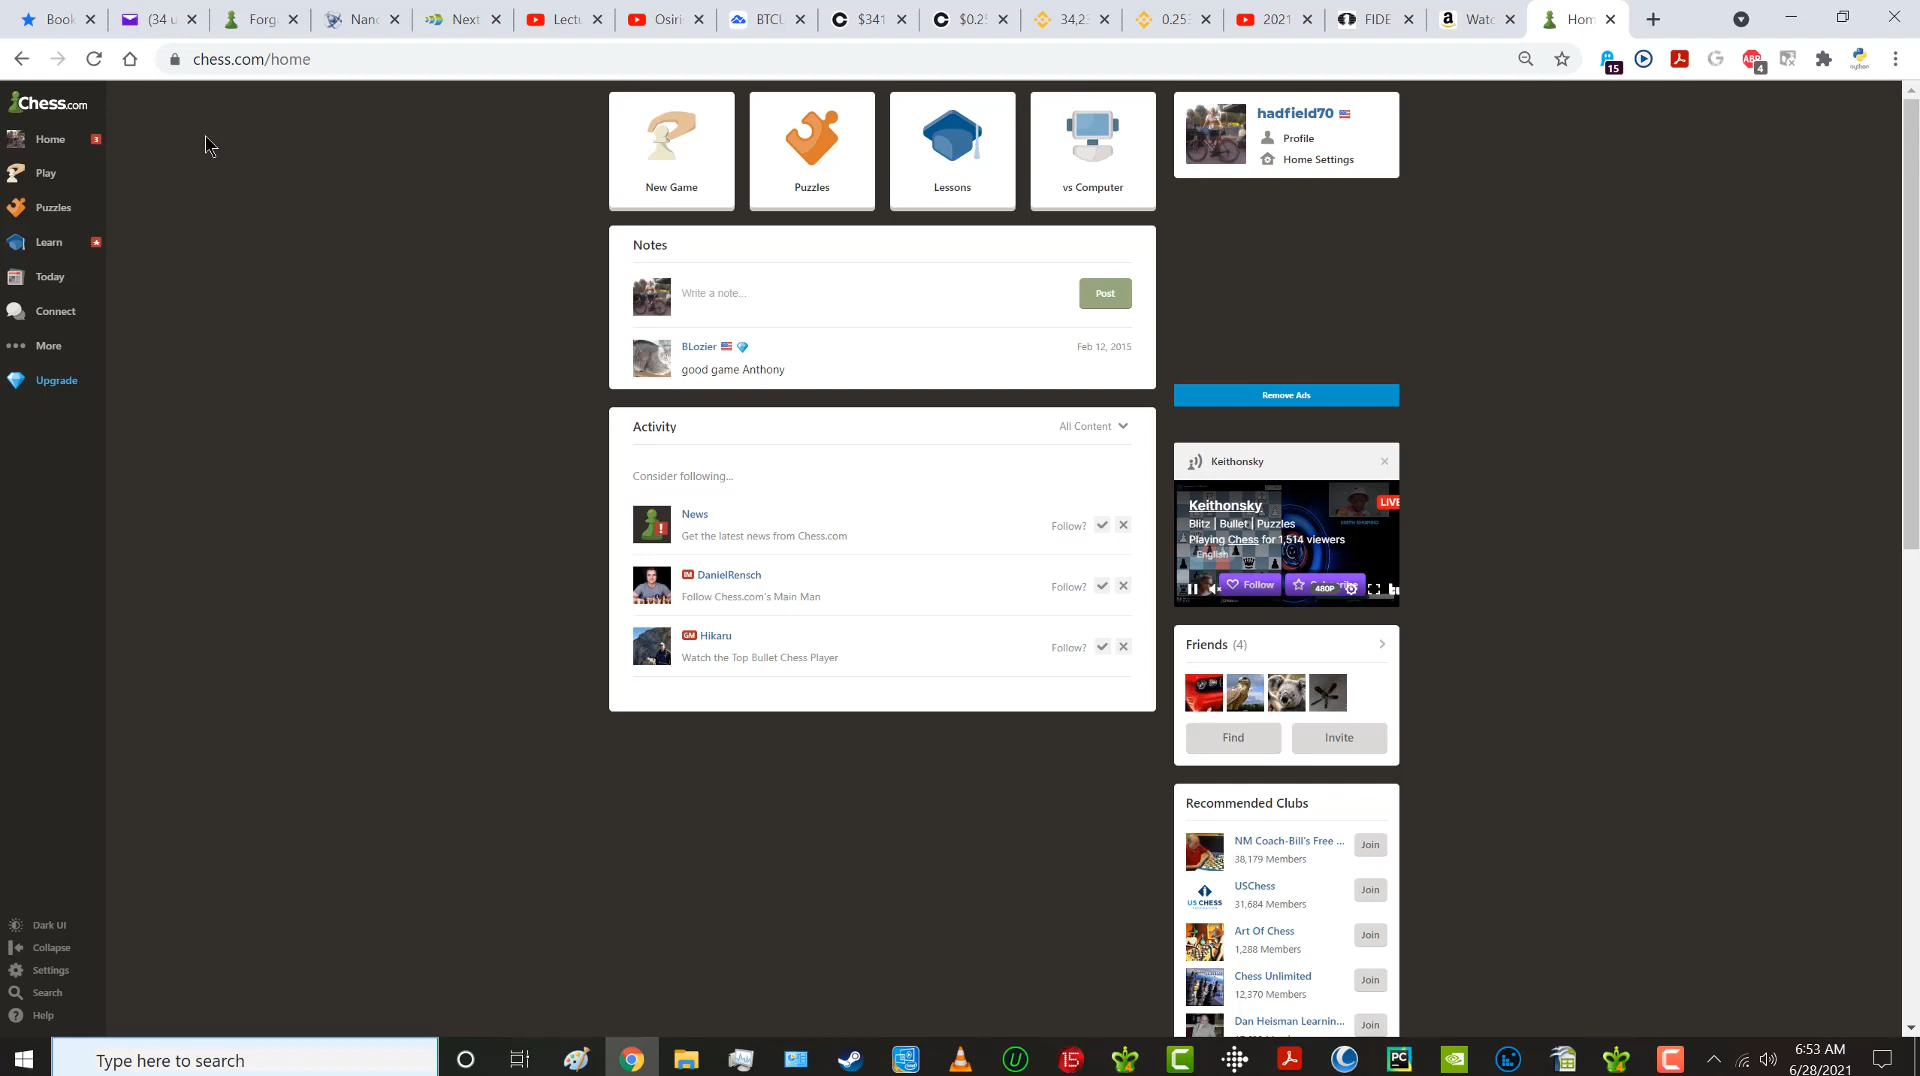 Book
(34 u
Forg
Nanc
Next
Lectu
Osiri
BTCU
$341
$0.25
34,2
0.25
2021
FIDE
Watc
Hom
chess.com/home
15
4
python
Chess.com
Home 3
Play
Puzzles
Learn
Today
Connect
More
Upgrade
Dark UI
Collapse
Settings
Search
Help
New Game
Puzzles
Lessons
vs Computer
Notes
Write a note...
Post
BLozier
Feb 12, 2015
good game Anthony
Activity
All Content
Consider following...
News
Get the latest news from Chess.com
Follow?
IM DanielRensch
Follow Chess.com's Main Man
Follow?
GM Hikaru
Watch the Top Bullet Chess Player
Follow?
hadfield70
Profile
Home Settings
Remove Ads
Keithonsky
Keithonsky
LIVE
Blitz | Bullet | Puzzles
Playing Chess for 1,514 viewers
English
Follow
480P
Friends (4)
Find
Invite
Recommended Clubs
NM Coach-Bill's Free ...
38,179 Members
Join
USChess
31,684 Members
Join
US CHESS
Art Of Chess
1,288 Members
Join
Chess Unlimited
12,370 Members
Join
Dan Heisman Learnin...
Join
Type here to search
15
PC
6:53 AM
6/28/2021